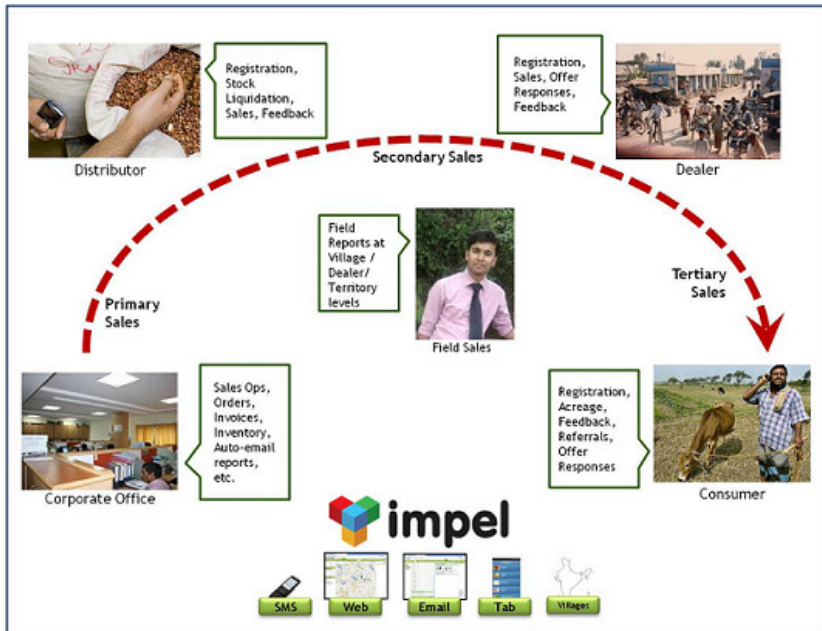 Registration,
Stock
Liquidation,
Sales, Feedback
Distributor
Registration,
Sales, Offer
Responses,
Feedback
Dealer
Secondary Sales
Field
Reports at
Village /
Dealer/
Territory
levels
Field Sales
Primary
Sales
Tertiary
Sales
Sales Ops,
Orders,
Invoices,
Inventory,
Auto-email
reports,
etc.
Corporate Office
Registration,
Acreage,
Feedback,
Referrals,
Offer
Responses
Consumer
impel
SMS
Web
Email
Tab
Villages